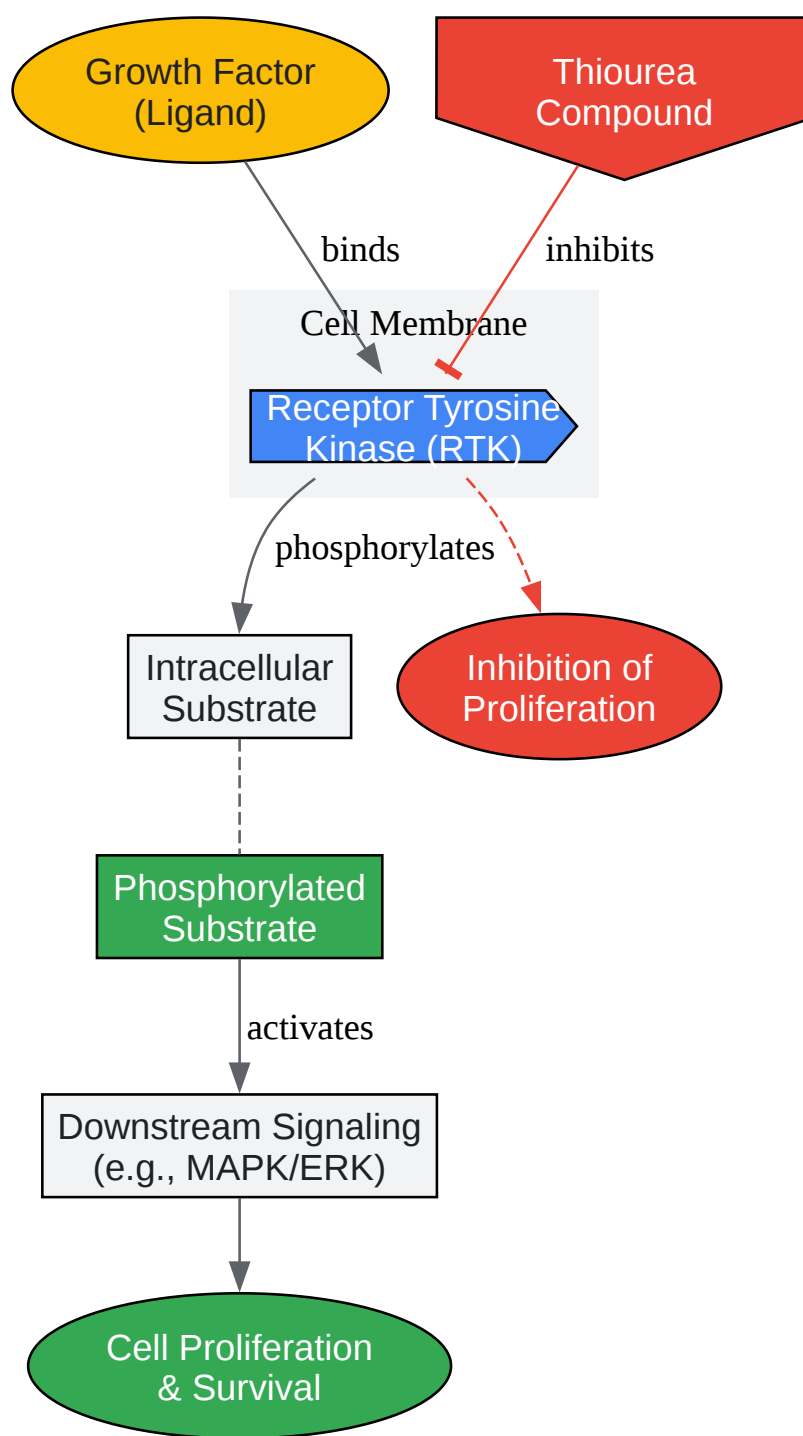 Growth Factor
(Ligand)
Thiourea
Compound
binds
inhibits
Cell Membrane
Receptor Tyrosine
Kinase (RTK)
phosphorylates
Intracellular
Substrate
Inhibition of
Proliferation
Phosphorylated
Substrate
activates
Downstream Signaling
(e.g., MAPK/ERK)
Cell Proliferation
& Survival